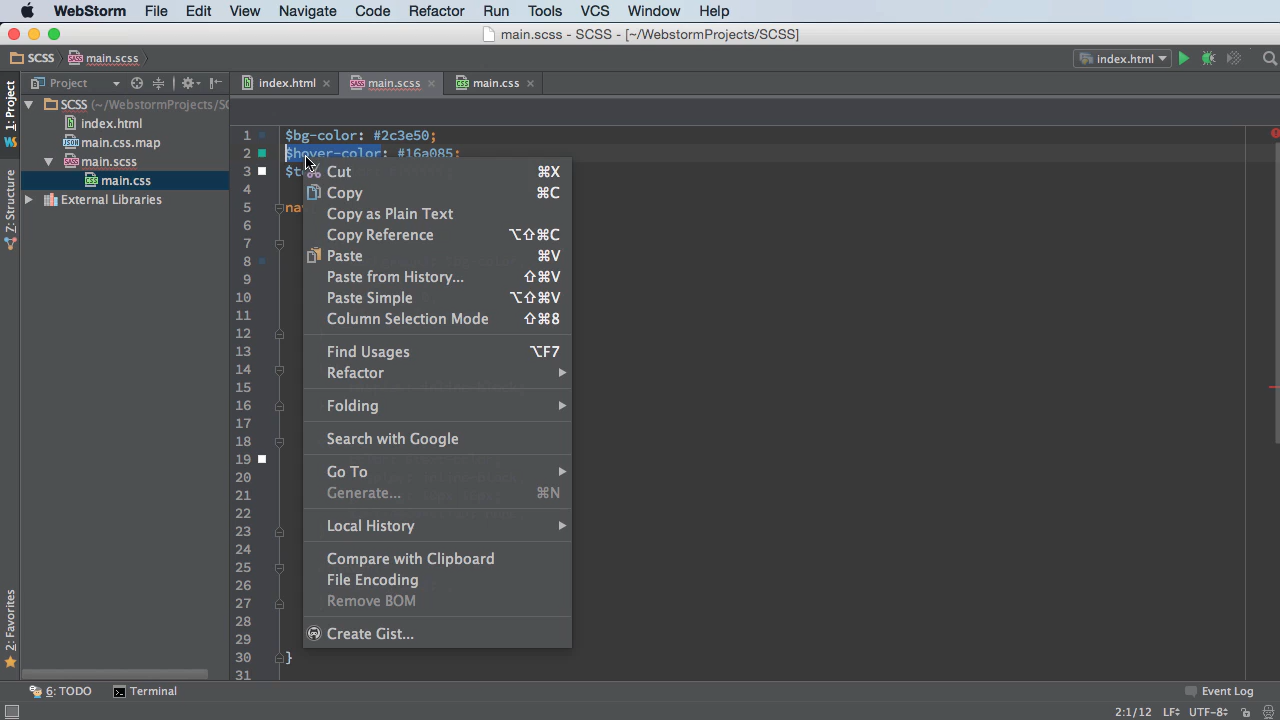 WebStorm File Edit View Navigate Code Refactor Run Tools VCS Window Help
main.scss - SCSS - [~/WebstormProjects/SCSS]
SCSS main.scss index.html
1: Project
Project index.html main.scss main.css
SCSS (~/WebstormProjects/SC
index.html
main.css.map
main.scss
main.css
External Libraries
Z: Structure
2: Favorites
1 $bg-color: #2c3e50;
2 $hover-color: #16a085;
3 $t
4
5 na
6
7
8
9
10
11
12
13
14
15
16
17
18
19
20
21
22
23
24
25
26
27
28
29
30 }
31
Cut ⌘X
Copy ⌘C
Copy as Plain Text
Copy Reference ⌥⇧⌘C
Paste ⌘V
Paste from History... ⇧⌘V
Paste Simple ⌥⇧⌘V
Column Selection Mode ⇧⌘8
Find Usages ⌥F7
Refactor
Folding
Search with Google
Go To
Generate... ⌘N
Local History
Compare with Clipboard
File Encoding
Remove BOM
Create Gist...
6: TODO Terminal Event Log
2:1/12 LF UTF-8